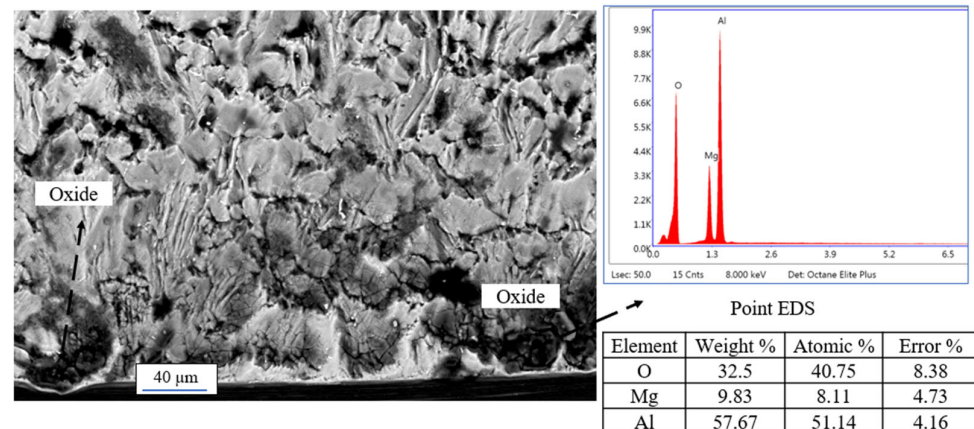 Oxide
Oxide
40 μm
Al
O
Mg
9.9K
8.8K
7.7K
6.6K
5.5K
4.4K
3.3K
2.2K
1.1K
0.0K
0.0 1.3 2.6 3.9 5.2 6.5
Lsec: 50.0 15 Cnts 8.000 keV Det: Octane Elite Plus
Point EDS
Element Weight % Atomic % Error %
O 32.5 40.75 8.38
Mg 9.83 8.11 4.73
Al 57.67 51.14 4.16